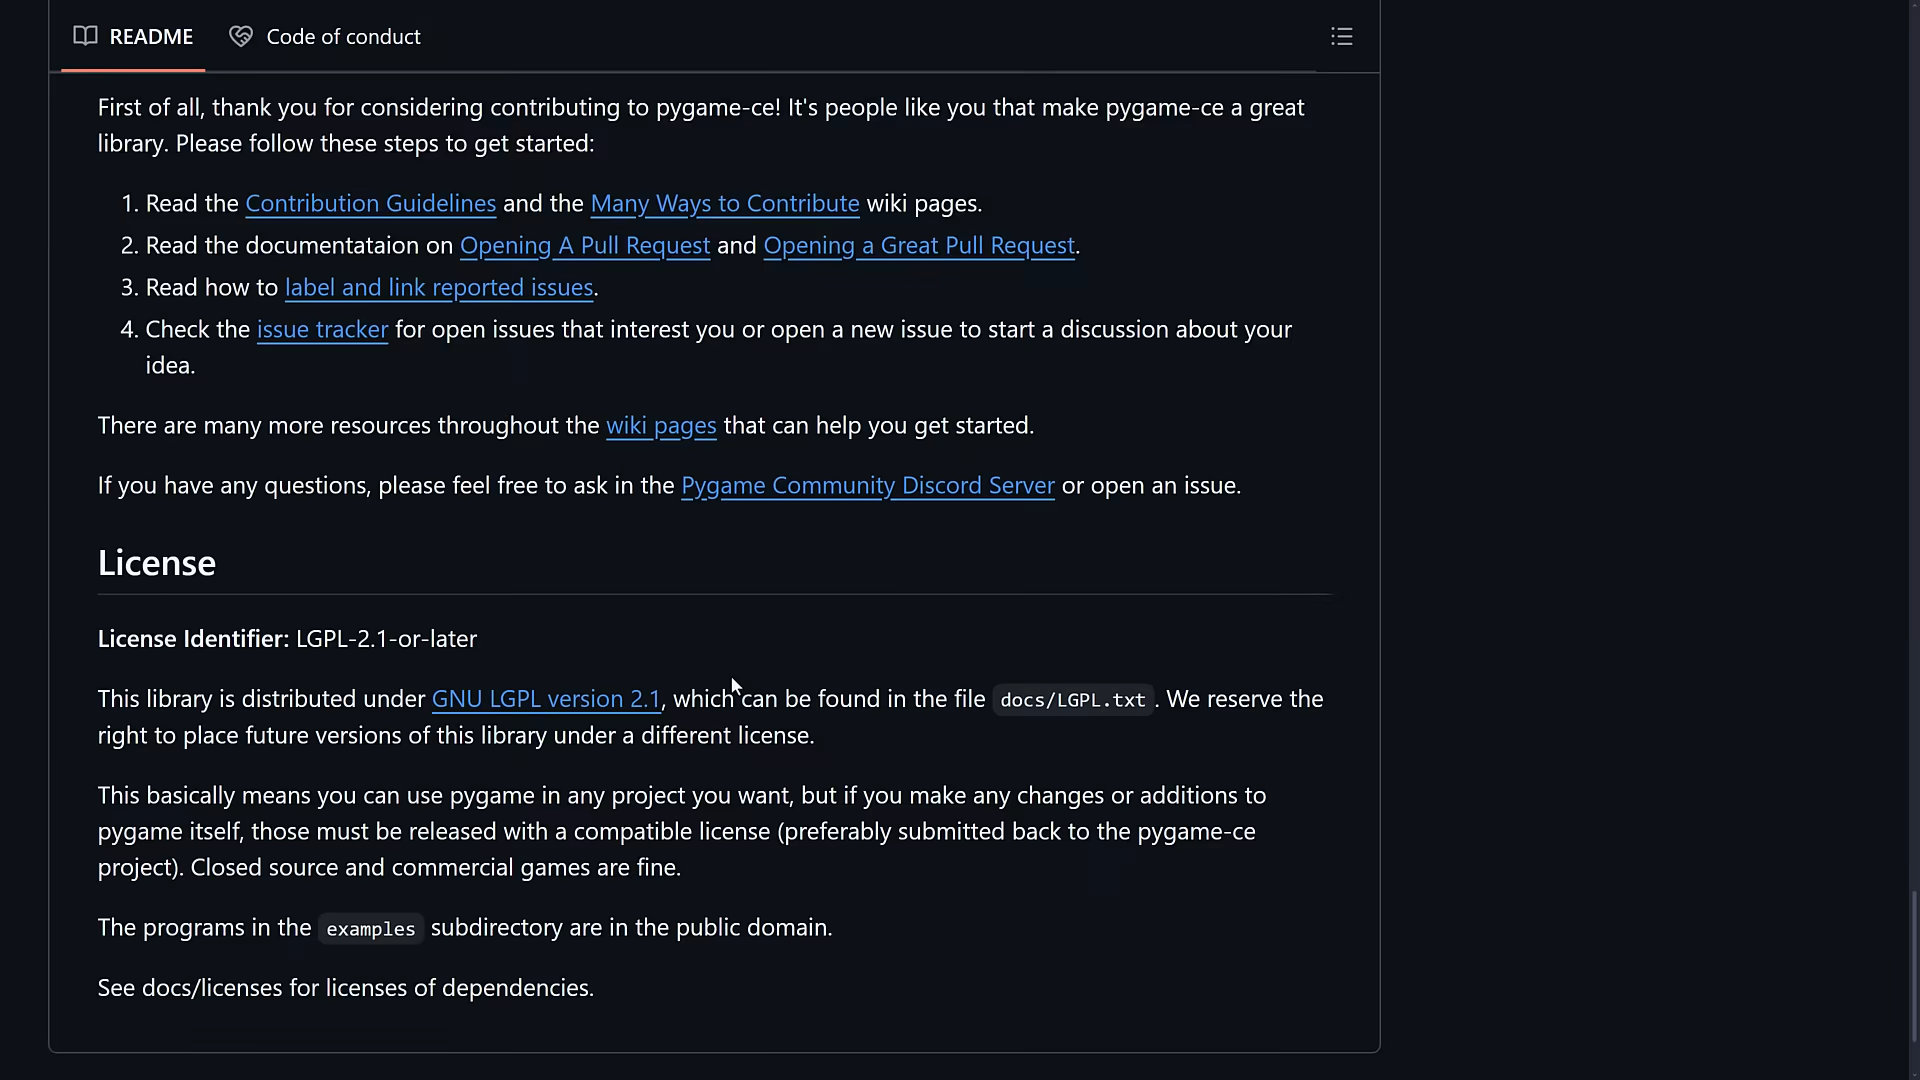 README Code of conduct
First of all, thank you for considering contributing to pygame-ce! It's people like you that make pygame-ce a great
library. Please follow these steps to get started:
1. Read the Contribution Guidelines and the Many Ways to Contribute wiki pages.
2. Read the documentataion on Opening A Pull Request and Opening a Great Pull Request.
3. Read how to label and link reported issues.
4. Check the issue tracker for open issues that interest you or open a new issue to start a discussion about your
idea.
There are many more resources throughout the wiki pages that can help you get started.
If you have any questions, please feel free to ask in the Pygame Community Discord Server or open an issue.
License
License Identifier: LGPL-2.1-or-later
This library is distributed under GNU LGPL version 2.1, which can be found in the file docs/LGPL.txt. We reserve the
right to place future versions of this library under a different license.
This basically means you can use pygame in any project you want, but if you make any changes or additions to
pygame itself, those must be released with a compatible license (preferably submitted back to the pygame-ce
project). Closed source and commercial games are fine.
The programs in the examples subdirectory are in the public domain.
See docs/licenses for licenses of dependencies.